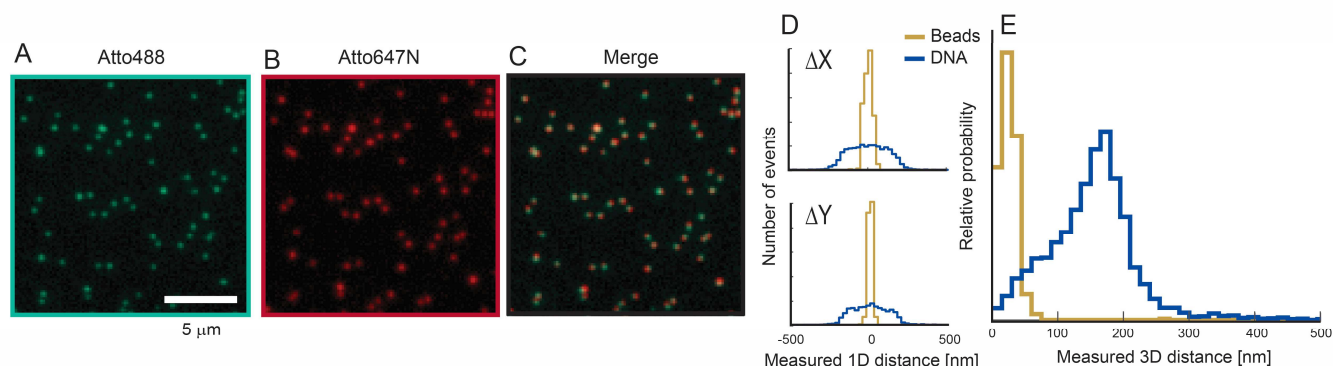 A
Atto488
5 μm
B
Atto647N
C
Merge
D
ΔX
ΔY
Number of events
-500
0
500
Measured 1D distance [nm]
E
Beads
DNA
Relative probability
0
100
200
300
400
500
Measured 3D distance [nm]